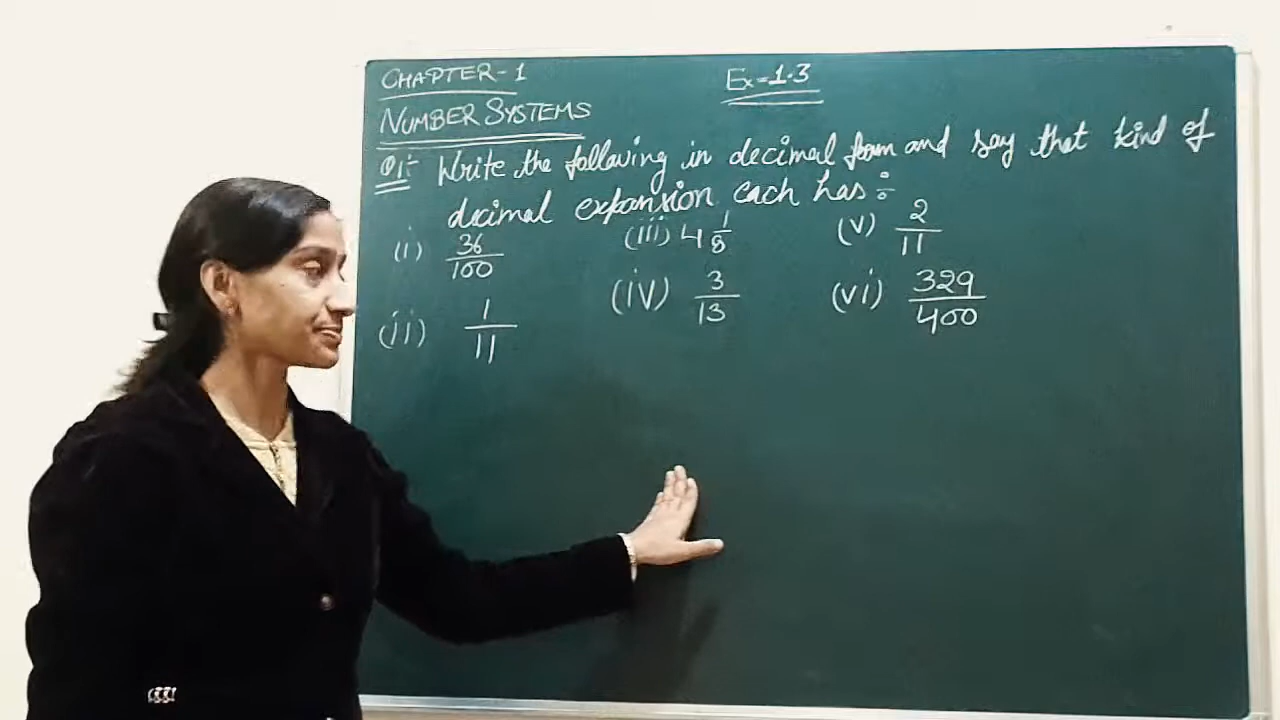 CHAPTER-1
Ex=1.3
NUMBER SYSTEMS
Q1:- Write the following in decimal form and say that kind of
decimal expansion each has ÷
(i) 36/100
(iii) 4 1/8
(v) 2/11
(ii) 1/11
(iv) 3/13
(vi) 329/400